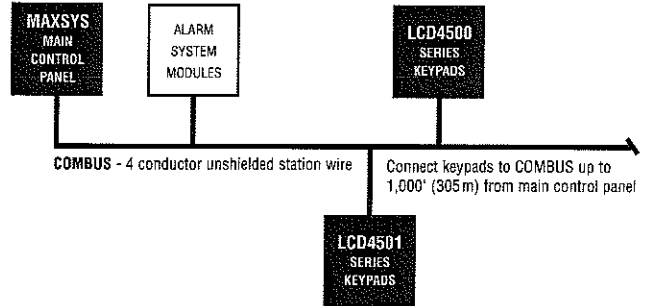 MAXSYS
MAIN
CONTROL
PANEL
ALARM
SYSTEM
MODULES
LCD4500
SERIES
KEYPADS
COMBUS - 4 conductor unshielded station wire
Connect keypads to COMBUS up to
1,000' (305m) from main control panel
LCD4501
SERIES
KEYPADS